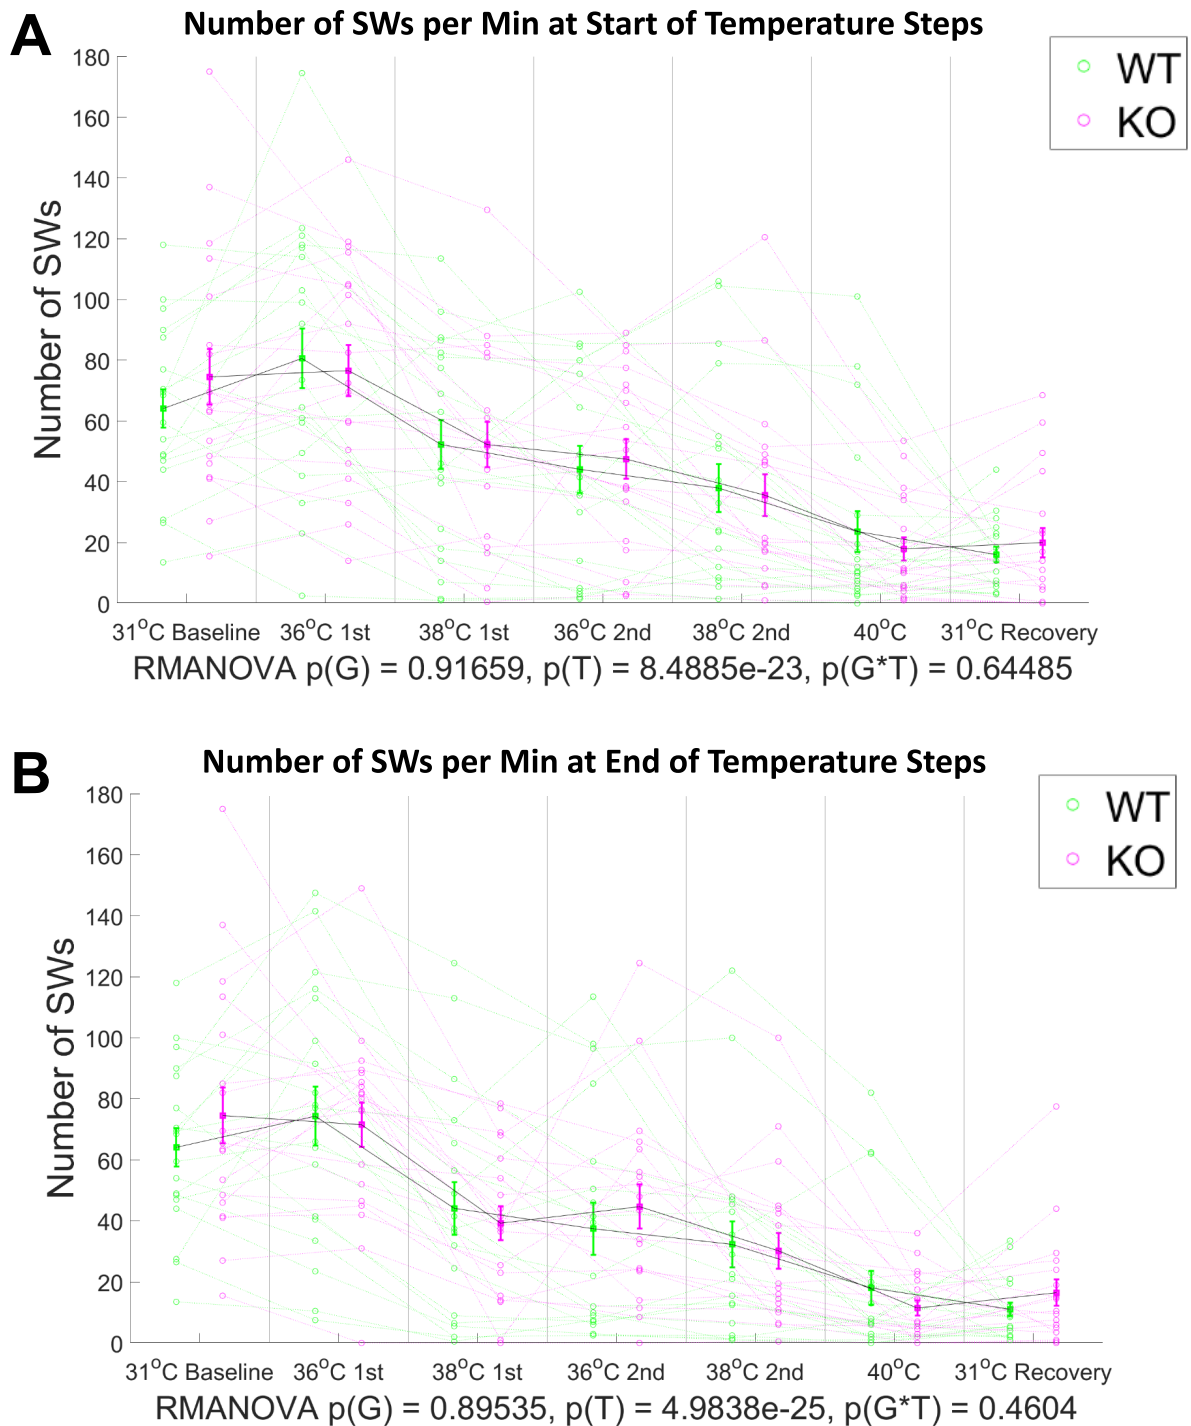 A
Number of SWs per Min at Start of Temperature Steps
WT
KO
Number of SWs
180
160
140
120
100
80
60
40
20
0
31°C Baseline 36°C 1st 38°C 1st 36°C 2nd 38°C 2nd 40°C 31°C Recovery
RMANOVA p(G) = 0.91659, p(T) = 8.4885e-23, p(G*T) = 0.64485
B
Number of SWs per Min at End of Temperature Steps
WT
KO
Number of SWs
180
160
140
120
100
80
60
40
20
0
31°C Baseline 36°C 1st 38°C 1st 36°C 2nd 38°C 2nd 40°C 31°C Recovery
RMANOVA p(G) = 0.89535, p(T) = 4.9838e-25, p(G*T) = 0.4604